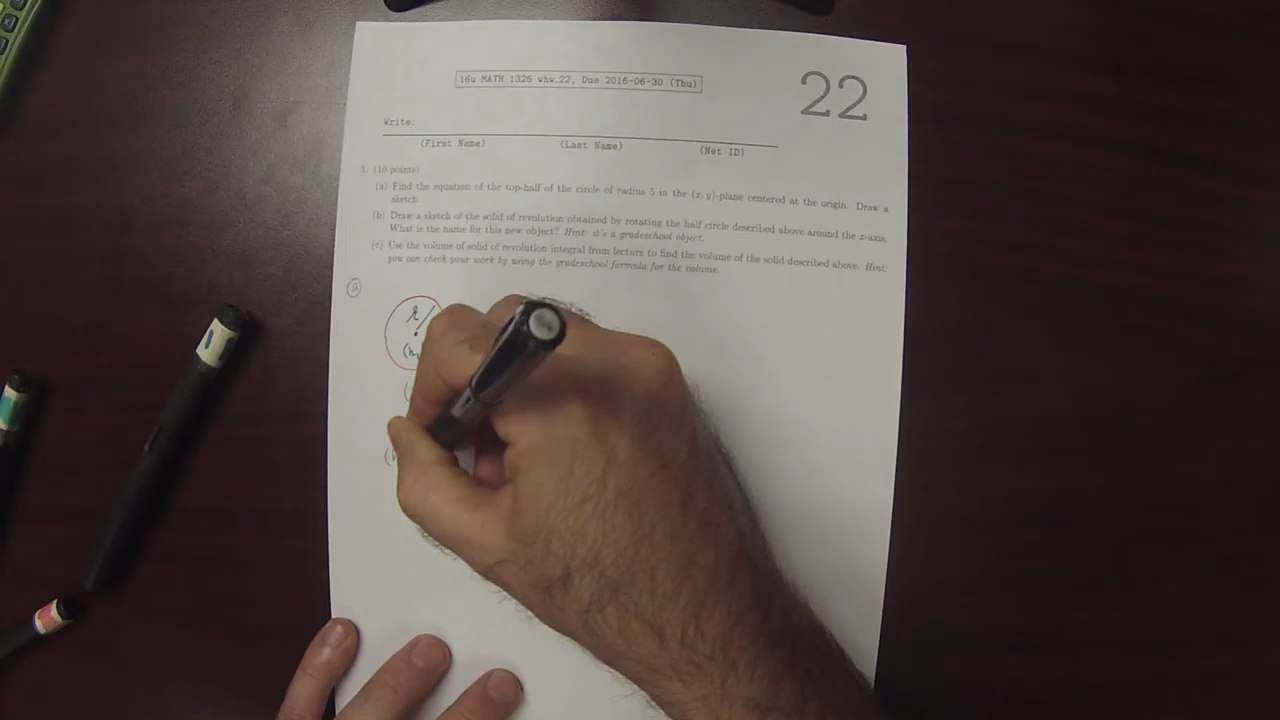 16u MATH 1326 whw_22, Due 2016-06-30 (Thu)
22
Write:
(First Name) (Last Name) (Net ID)
1. (10 points)
(a) Find the equation of the top-half of the circle of radius 5 in the (x, y)-plane centered at the origin. Draw a
sketch.
(b) Draw a sketch of the solid of revolution obtained by rotating the half circle described above around the x-axis.
What is the name for this new object? Hint: it's a gradeschool object.
(c) Use the volume of solid of revolution integral from lecture to find the volume of the solid described above. Hint:
you can check your work by using the gradeschool formula for the volume.
a